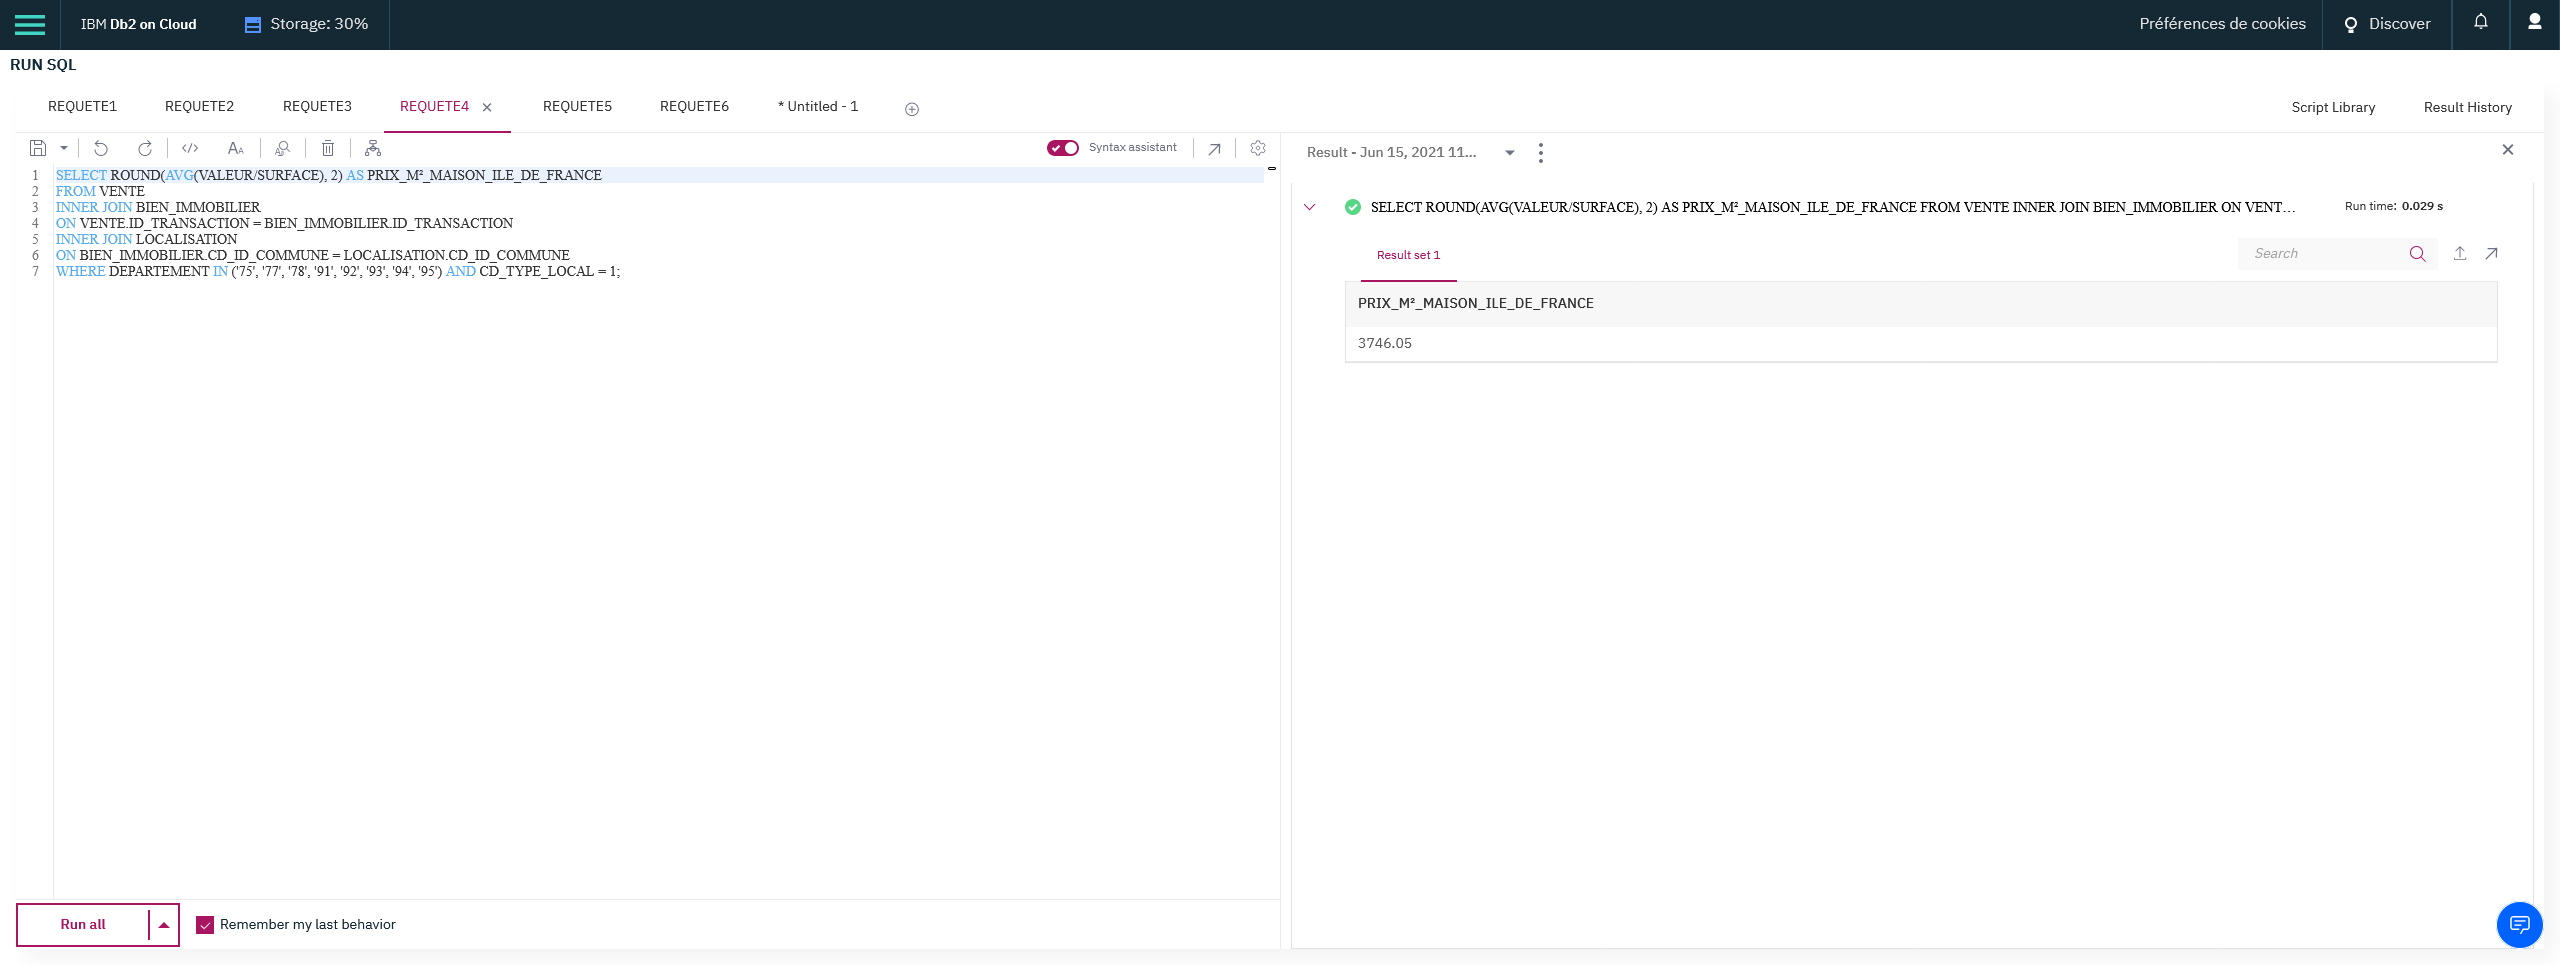 IBM Db2 on Cloud
Storage: 30%
Préférences de cookies
Discover
RUN SQL
REQUETE1
REQUETE2
REQUETE3
REQUETE4
REQUETE5
REQUETE6
* Untitled - 1
Script Library
Result History
Syntax assistant
1 SELECT ROUND(AVG(VALEUR/SURFACE), 2) AS PRIX_M²_MAISON_ILE_DE_FRANCE
2 FROM VENTE
3 INNER JOIN BIEN_IMMOBILIER
4 ON VENTE.ID_TRANSACTION = BIEN_IMMOBILIER.ID_TRANSACTION
5 INNER JOIN LOCALISATION
6 ON BIEN_IMMOBILIER.CD_ID_COMMUNE = LOCALISATION.CD_ID_COMMUNE
7 WHERE DEPARTEMENT IN ('75', '77', '78', '91', '92', '93', '94', '95') AND CD_TYPE_LOCAL = 1;
Run all
Remember my last behavior
Result - Jun 15, 2021 11...
SELECT ROUND(AVG(VALEUR/SURFACE), 2) AS PRIX_M²_MAISON_ILE_DE_FRANCE FROM VENTE INNER JOIN BIEN_IMMOBILIER ON VENT...
Run time: 0.029 s
Result set 1
Search
PRIX_M²_MAISON_ILE_DE_FRANCE
3746.05